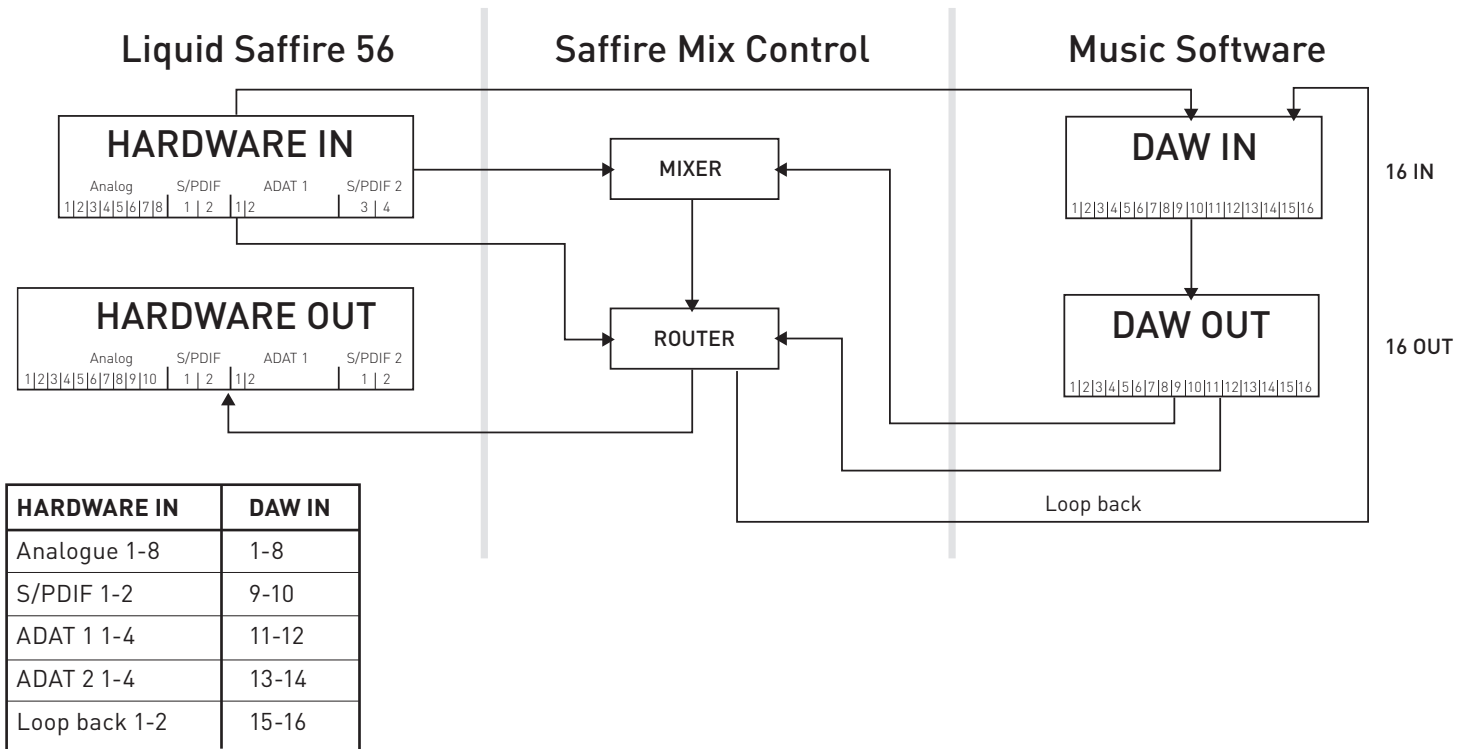 Liquid Saffire 56
Saffire Mix Control
Music Software
HARDWARE IN
Analog S/PDIF ADAT 1 S/PDIF 2
1|2|3|4|5|6|7|8 1 | 2 1|2 3 | 4
MIXER
DAW IN
1|2|3|4|5|6|7|8|9|10|11|12|13|14|15|16
16 IN
HARDWARE OUT
Analog S/PDIF ADAT 1 S/PDIF 2
1|2|3|4|5|6|7|8|9|10 1 | 2 1|2 1 | 2
ROUTER
DAW OUT
1|2|3|4|5|6|7|8|9|10|11|12|13|14|15|16
16 OUT
Loop back
HARDWARE IN DAW IN
Analogue 1-8 1-8
S/PDIF 1-2 9-10
ADAT 1 1-4 11-12
ADAT 2 1-4 13-14
Loop back 1-2 15-16